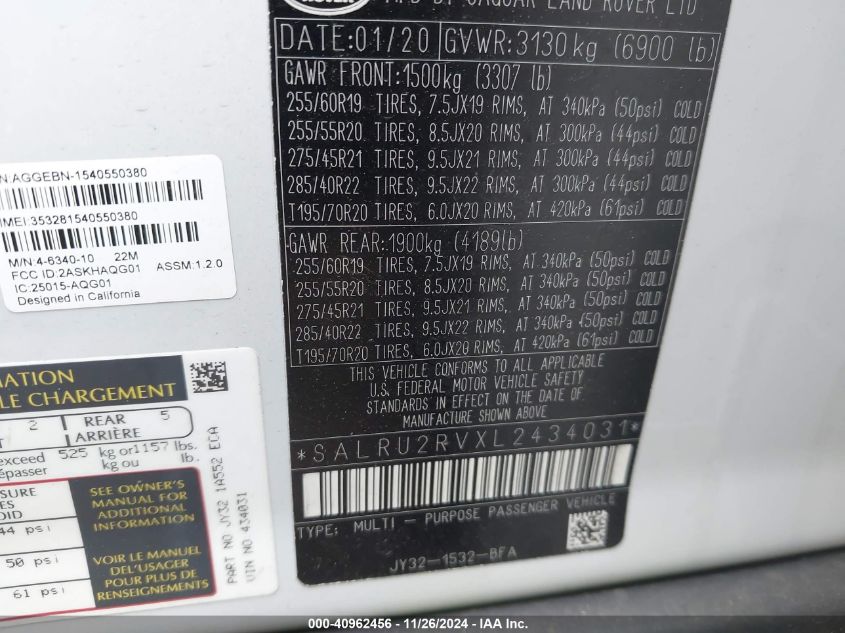 ROVER
MFD BY JAGUAR LAND ROVER LTD
DATE:01/20 GVWR:3130kg (6900 lb)
GAWR FRONT:1500kg (3307 lb)
255/60R19 TIRES, 7.5JX19 RIMS, AT 340kPa (50psi) COLD
255/55R20 TIRES, 8.5JX20 RIMS, AT 300kPa (44psi) COLD
275/45R21 TIRES, 9.5JX21 RIMS, AT 300kPa (44psi) COLD
285/40R22 TIRES, 9.5JX22 RIMS, AT 300kPa (44psi) COLD
T195/70R20 TIRES, 6.0JX20 RIMS, AT 420kPa (61psi) COLD
GAWR REAR:1900kg (4189lb)
255/60R19 TIRES, 7.5JX19 RIMS, AT 340kPa (50psi) COLD
255/55R20 TIRES, 8.5JX20 RIMS, AT 340kPa (50psi) COLD
275/45R21 TIRES, 9.5JX21 RIMS, AT 340kPa (50psi) COLD
285/40R22 TIRES, 9.5JX22 RIMS, AT 340kPa (50psi) COLD
T195/70R20 TIRES, 6.0JX20 RIMS, AT 420kPa (61psi) COLD
THIS VEHICLE CONFORMS TO ALL APPLICABLE
U.S. FEDERAL MOTOR VEHICLE SAFETY
STANDARDS IN EFFECT ON THE DATE OF
MANUFACTURE SHOWN ABOVE
*SALRU2RVXL2434031*
TYPE: MULTI - PURPOSE PASSENGER VEHICLE
JY32-1532-BFA
N:AGGEBN-1540550380
IMEI:353281540550380
M/N:4-6340-10 22M
FCC ID:2ASKHAQG01 ASSM:1.2.0
IC:25015-AQG01
Designed in California
MATION
LE CHARGEMENT
2 REAR 5
ARRIÈRE
exceed 525 kg or 1157 lbs.
épasser kg ou lb.
SEE OWNER'S
MANUAL FOR
ADDITIONAL
INFORMATION
VOIR LE MANUEL
DEL'USAGER
POUR PLUS DE
RENSEIGNEMENTS
SURE
ES
OID
44 psi
50 psi
61 psi
PART NO JY32 1A552 ECA
VIN NO 434031
000-40962456 - 11/26/2024 - IAAI.COM